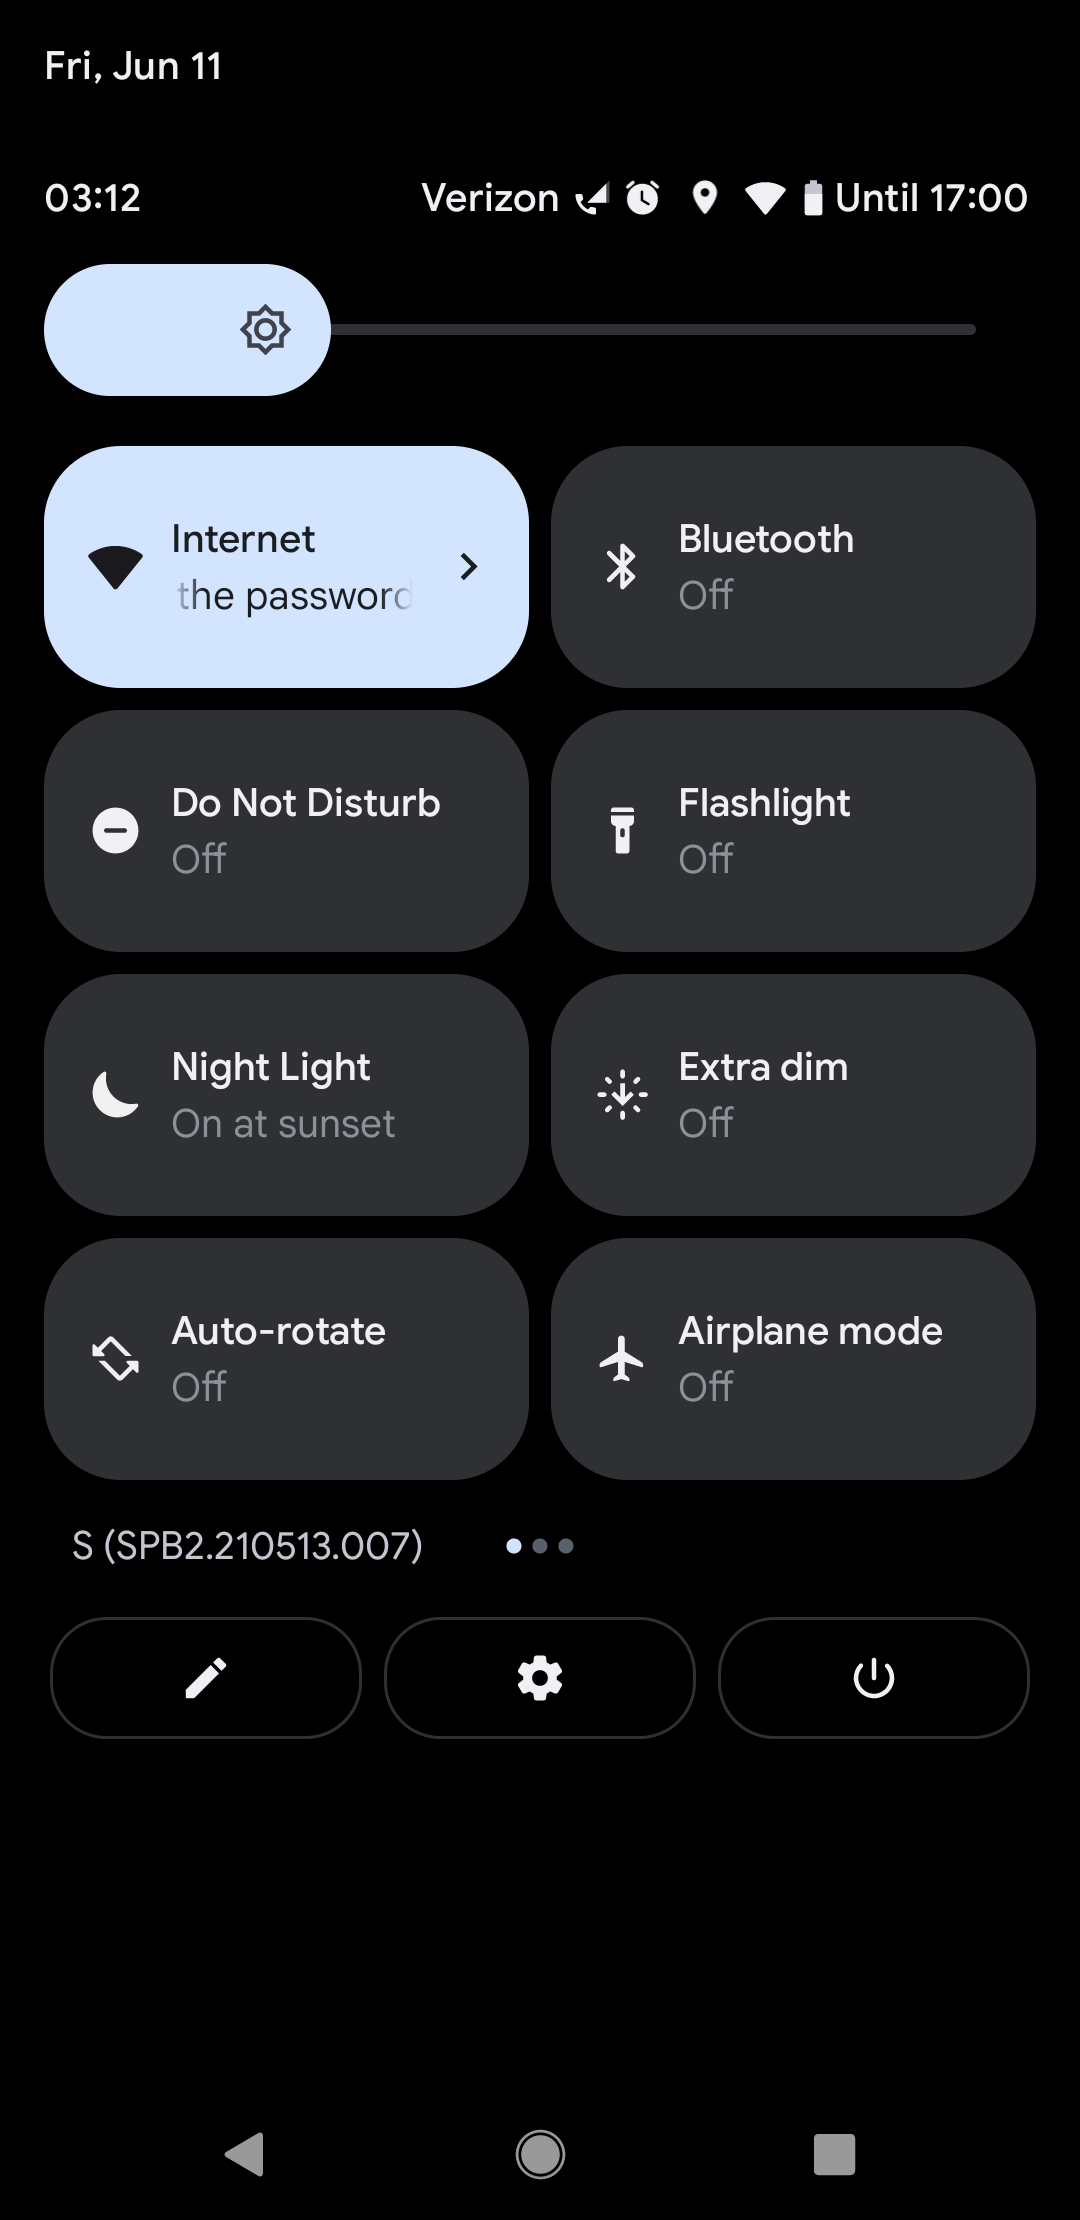 Fri, Jun 11
03:12 Verizon Until 17:00
Internet
the password
Bluetooth
Off
Do Not Disturb
Off
Flashlight
Off
Night Light
On at sunset
Extra dim
Off
Auto-rotate
Off
Airplane mode
Off
S (SPB2.210513.007)